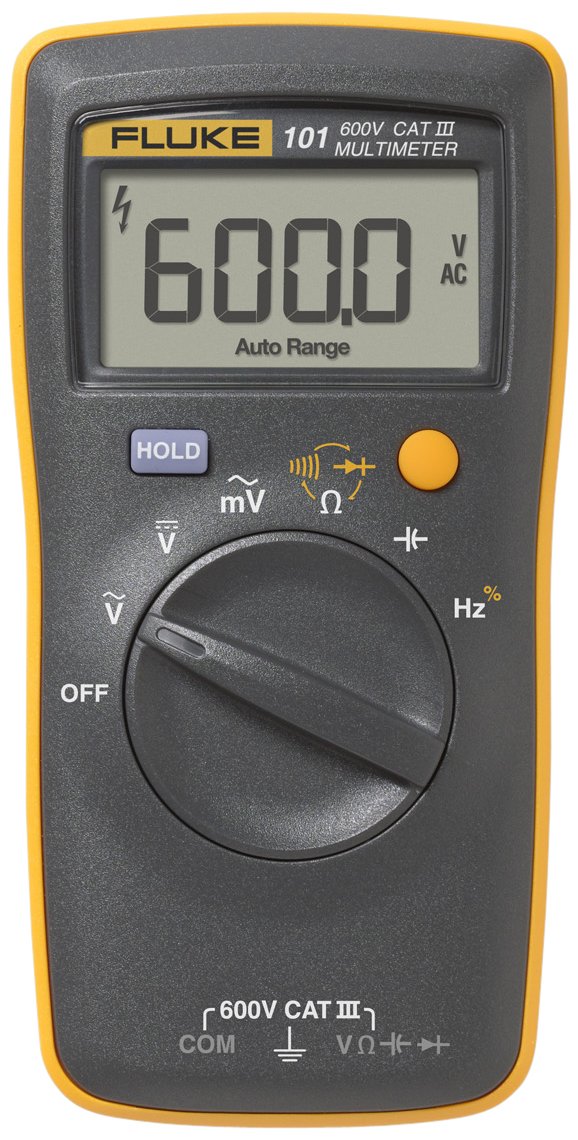 FLUKE 101 600V CAT III
MULTIMETER
600.0 V
AC
Auto Range
HOLD
mV
Ω
V
V
Hz%
OFF
600V CAT III
COM
V Ω